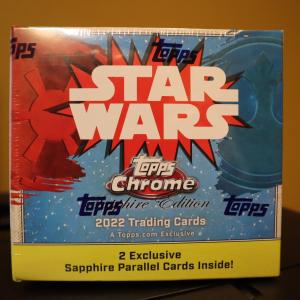 Topps Topps
STAR
WARS
Topps
Chrome
Topps Sapphire Edition Topps
2022 Trading Cards
A Topps.com Exclusive
2 Exclusive
Sapphire Parallel Cards Inside!